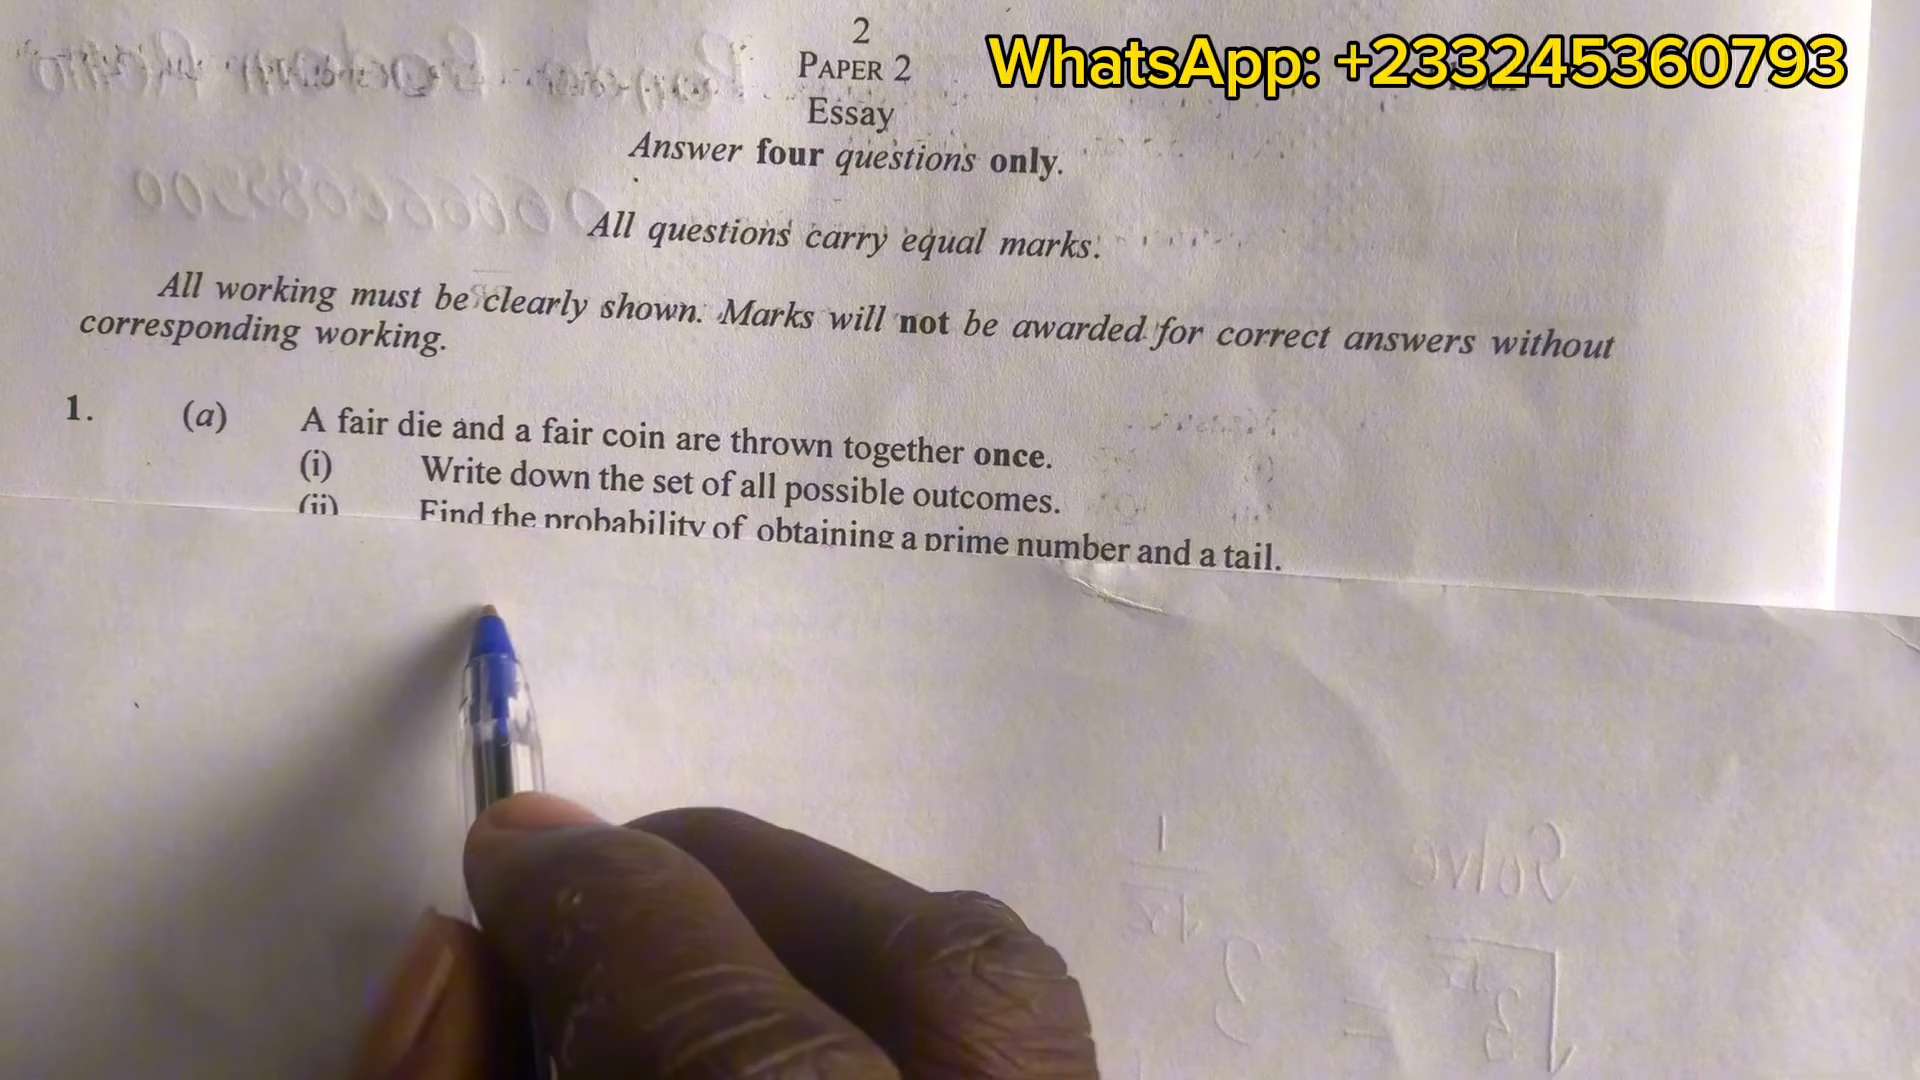 2
WhatsApp: +233245360793
PAPER 2
Essay
Answer four questions only.
All questions carry equal marks.
All working must be clearly shown. Marks will not be awarded for correct answers without
corresponding working.
1. (a) A fair die and a fair coin are thrown together once.
(i) Write down the set of all possible outcomes.
(ii) Find the probability of obtaining a prime number and a tail.